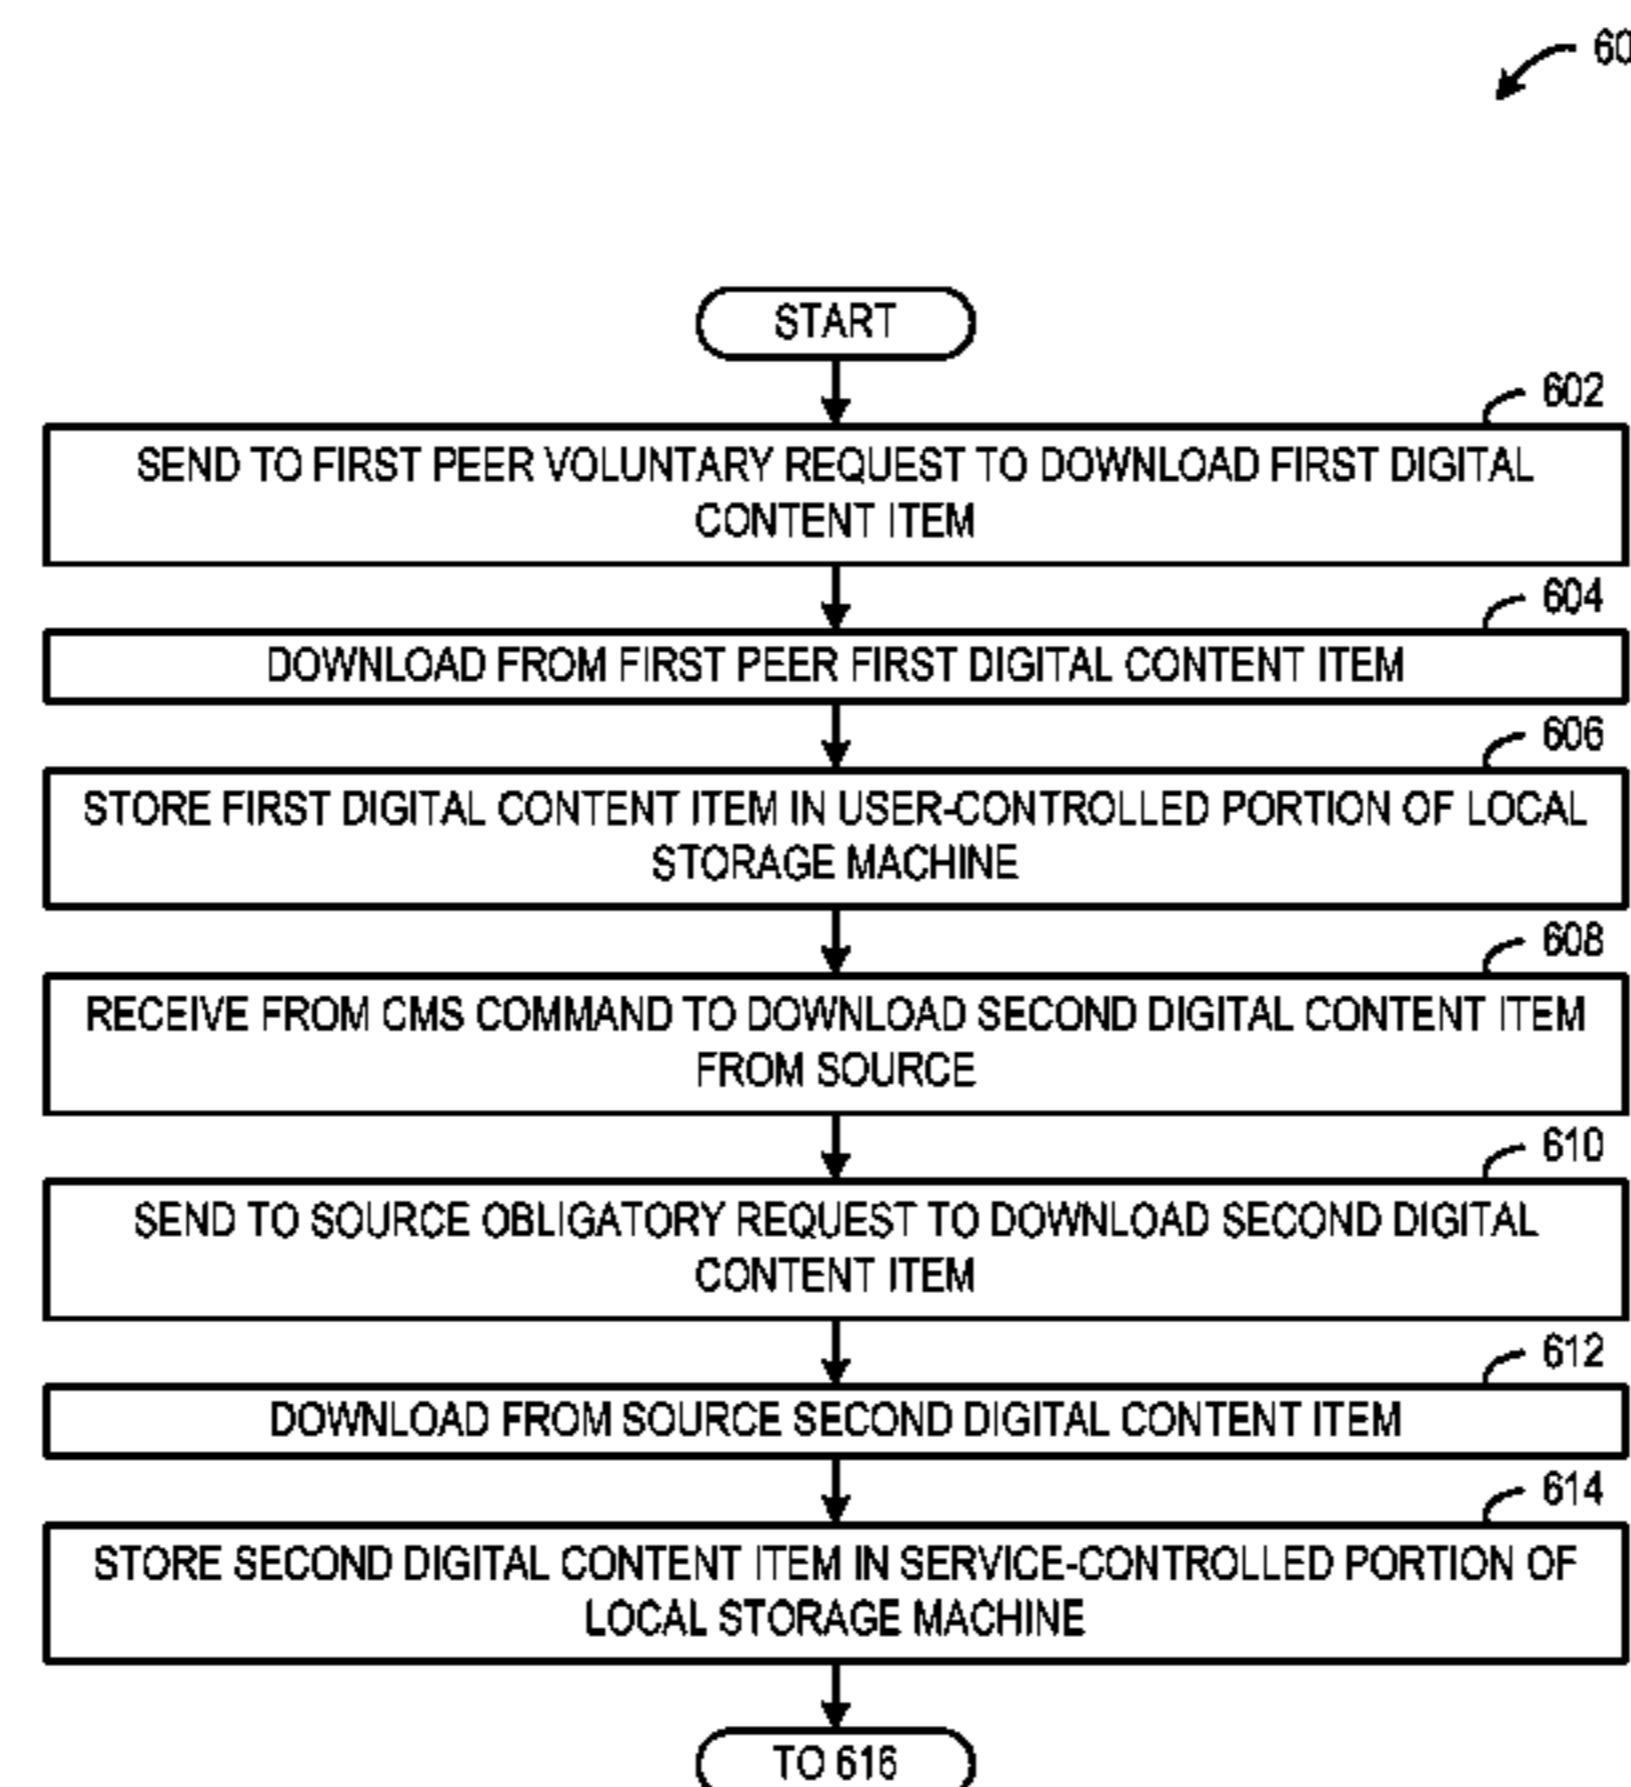 60
START
602
SEND TO FIRST PEER VOLUNTARY REQUEST TO DOWNLOAD FIRST DIGITAL
CONTENT ITEM
604
DOWNLOAD FROM FIRST PEER FIRST DIGITAL CONTENT ITEM
606
STORE FIRST DIGITAL CONTENT ITEM IN USER-CONTROLLED PORTION OF LOCAL
STORAGE MACHINE
608
RECEIVE FROM CMS COMMAND TO DOWNLOAD SECOND DIGITAL CONTENT ITEM
FROM SOURCE
610
SEND TO SOURCE OBLIGATORY REQUEST TO DOWNLOAD SECOND DIGITAL
CONTENT ITEM
612
DOWNLOAD FROM SOURCE SECOND DIGITAL CONTENT ITEM
614
STORE SECOND DIGITAL CONTENT ITEM IN SERVICE-CONTROLLED PORTION OF
LOCAL STORAGE MACHINE
TO 616